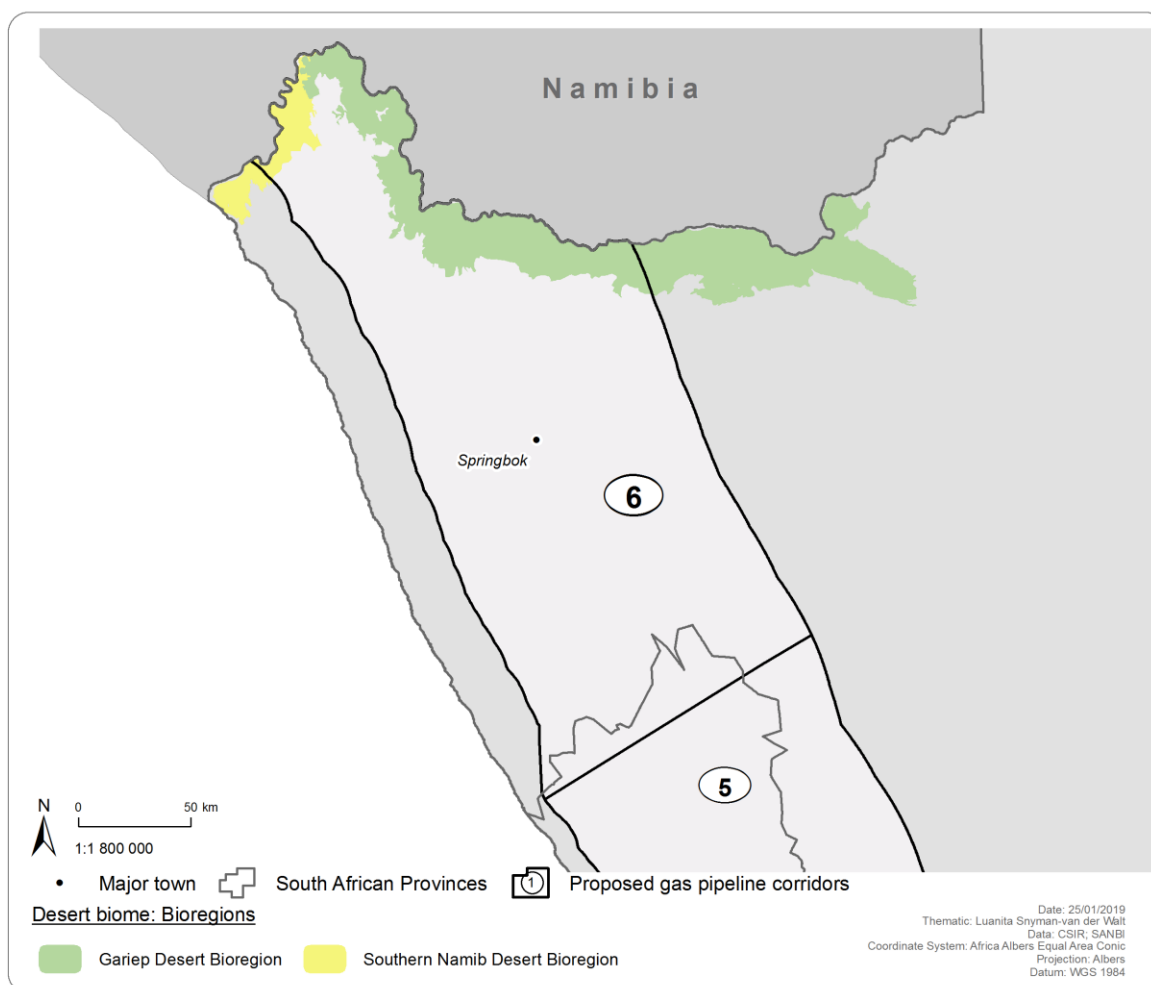 Namibia
Springbok
6
5
N
0 50 km
1:1 800 000
Major town
South African Provinces
1
Proposed gas pipeline corridors
Desert biome: Bioregions
Gariep Desert Bioregion
Southern Namib Desert Bioregion
Date: 25/01/2019
Thematic: Luanita Snyman-van der Walt
Data: CSIR; SANBI
Coordinate System: Africa Albers Equal Area Conic
Projection: Albers
Datum: WGS 1984